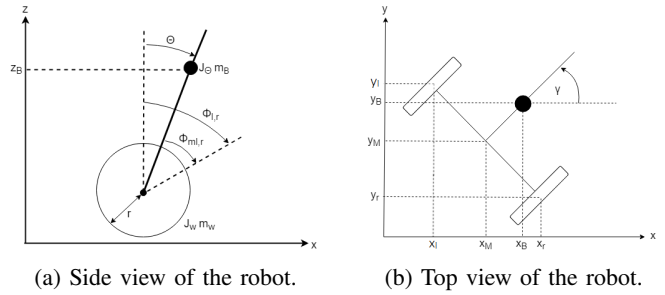 z
Θ
z_B
J_Θ m_B
Φ_l,r
Φ_ml,r
r
J_w m_w
x
(a) Side view of the robot.
y
y_l
y_B
γ
y_M
y_r
x
x_l
x_M
x_B
x_r
(b) Top view of the robot.